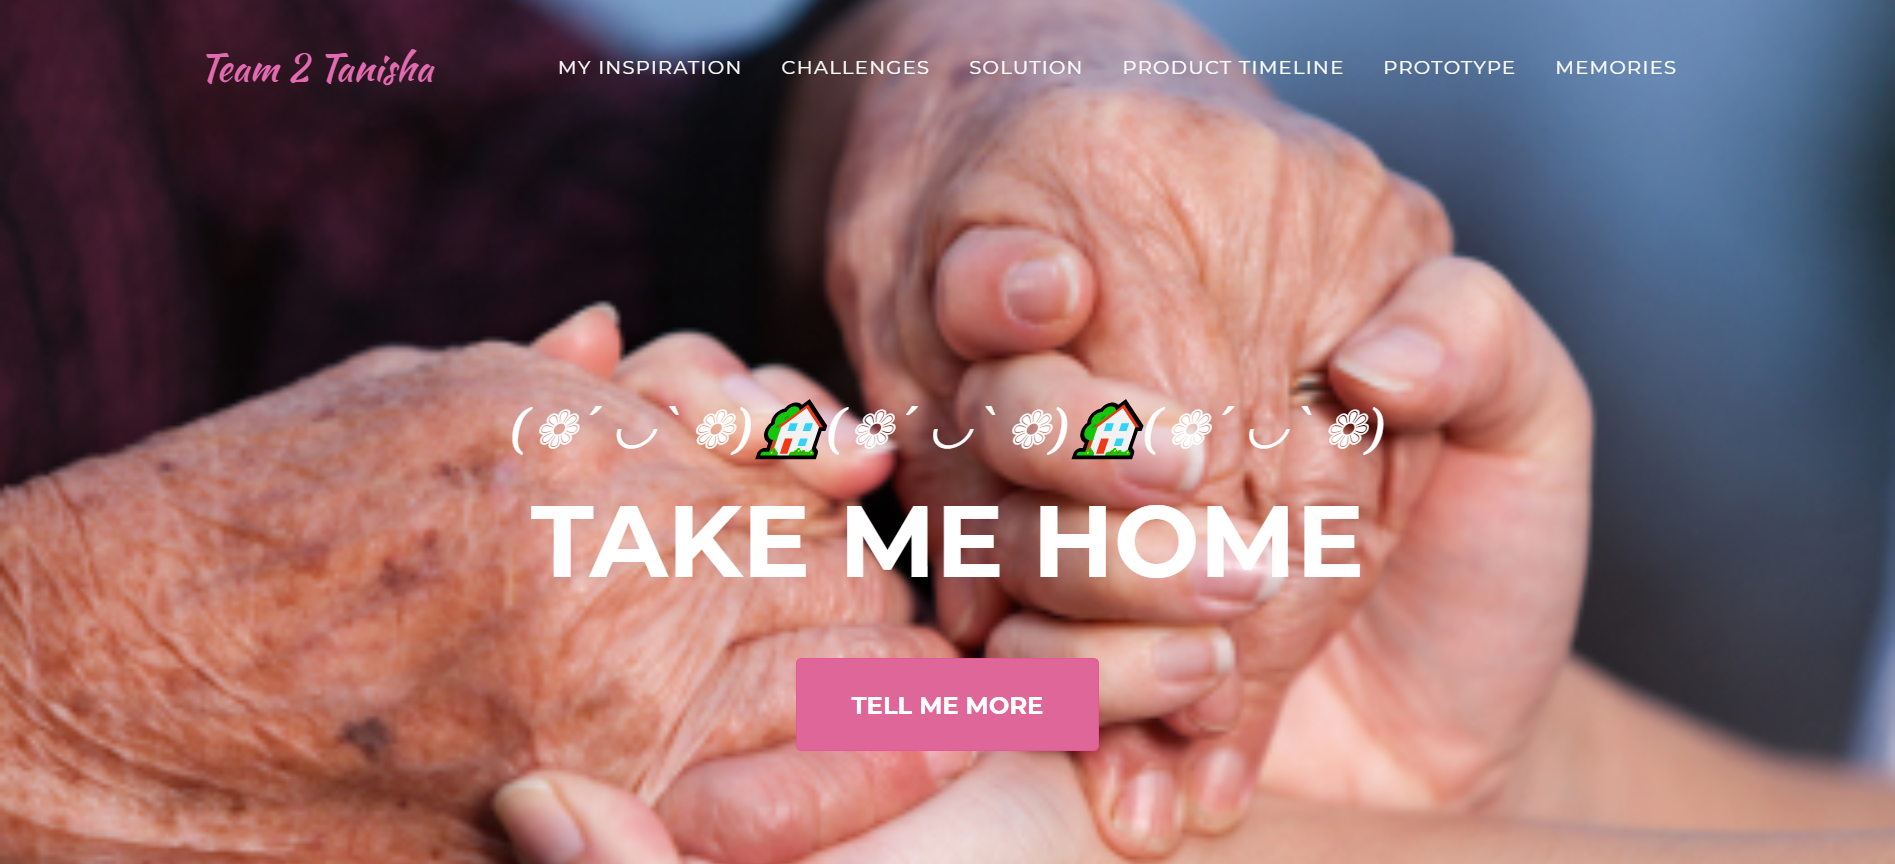 Team 2 Tanisha
MY INSPIRATION
CHALLENGES
SOLUTION
PRODUCT TIMELINE
PROTOTYPE
MEMORIES
(❁´◡`❁)🏡(❁´◡`❁)🏡(❁´◡`❁)
TAKE ME HOME
TELL ME MORE